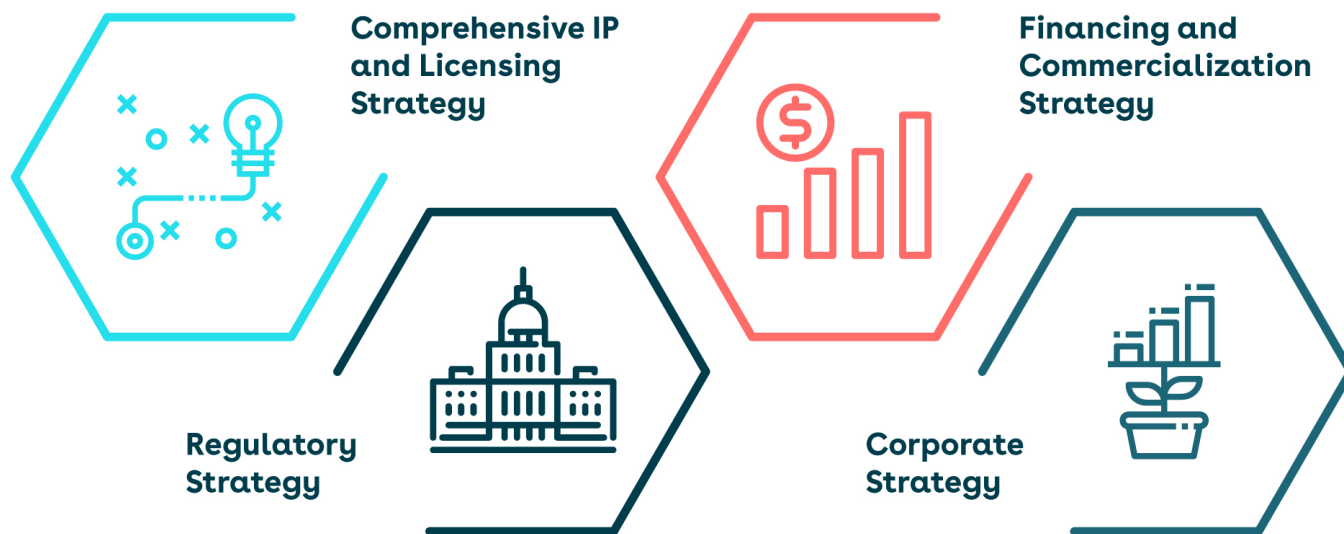 Comprehensive IP
and Licensing
Strategy
Regulatory
Strategy
Financing and
Commercialization
Strategy
Corporate
Strategy